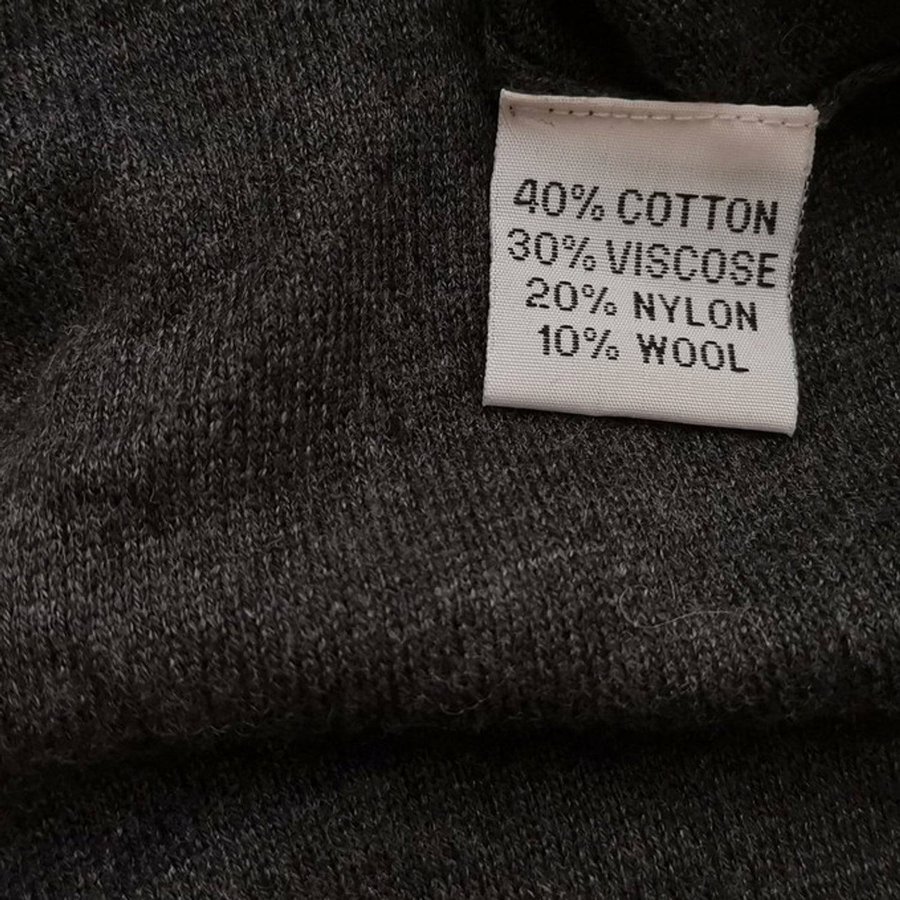 40% COTTON
30% VISCOSE
20% NYLON
10% WOOL